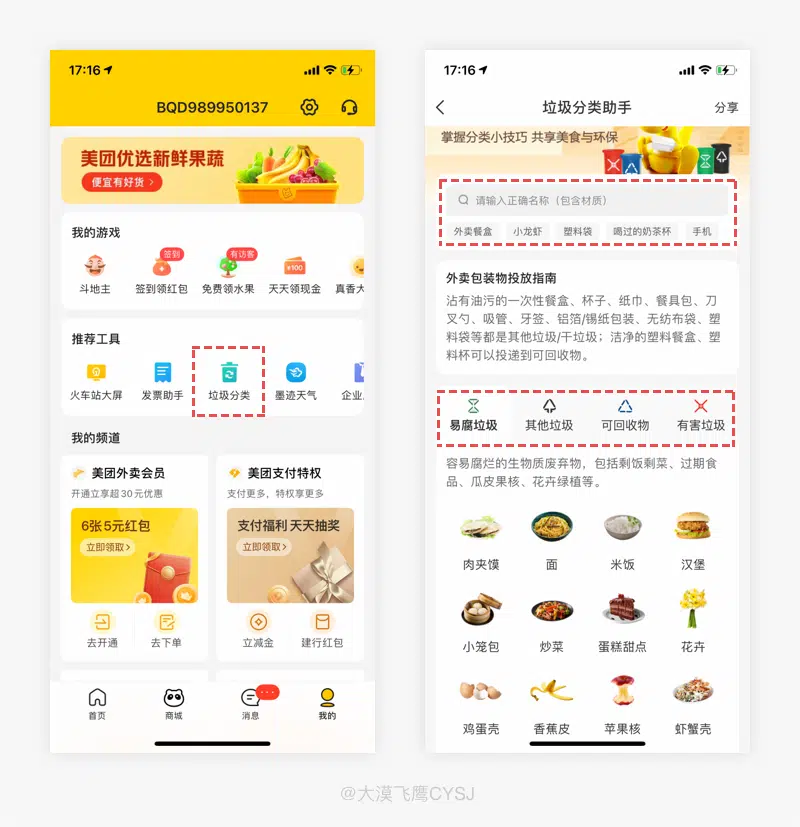 17:16
BQD989950137
美团优选新鲜果蔬
便宜有好货 >
我的游戏
签到
有访客
¥100
斗地主
签到领红包
免费领水果
天天领现金
真香大
推荐工具
火车站大屏
发票助手
垃圾分类
墨迹天气
企业
我的频道
美团外卖会员
开通立享超30元优惠
6张5元红包
立即领取>
去开通
去下单
美团支付特权
支付更多，特权享更多
支付福利 天天抽奖
立即领取>
立减金
建行红包
首页
商城
消息
我的
17:16
垃圾分类助手
分享
掌握分类小技巧 共享美食与环保
请输入正确名称（包含材质）
外卖餐盒
小龙虾
塑料袋
喝过的奶茶杯
手机
外卖包装物投放指南
沾有油污的一次性餐盒、杯子、纸巾、餐具包、刀
叉勺、吸管、牙签、铝箔/锡纸包装、无纺布袋、塑
料袋等都是其他垃圾/干垃圾；洁净的塑料餐盒、塑
料杯可以投递到可回收物。
易腐垃圾
其他垃圾
可回收物
有害垃圾
容易腐烂的生物质废弃物，包括剩饭剩菜、过期食
品、瓜皮果核、花卉绿植等。
肉夹馍
面
米饭
汉堡
小笼包
炒菜
蛋糕甜点
花卉
鸡蛋壳
香蕉皮
苹果核
虾蟹壳
@大漠飞鹰CYSJ